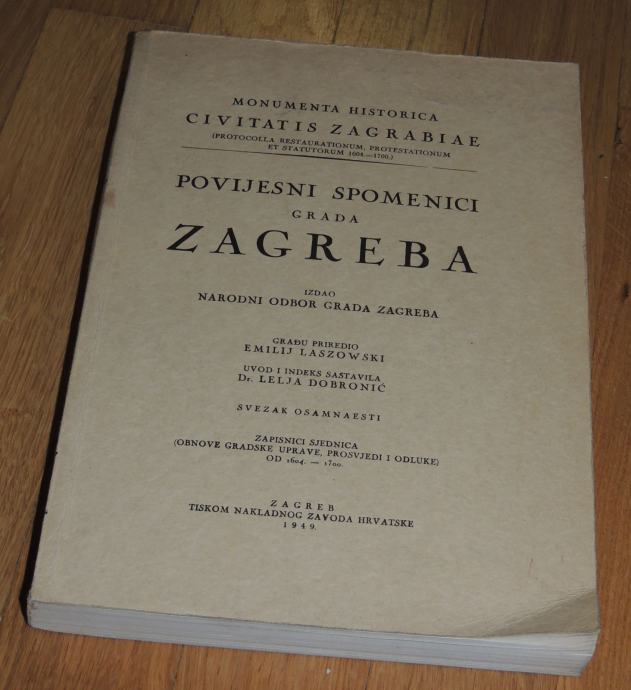 MONUMENTA HISTORICA
CIVITATIS ZAGRABIAE
(PROTOCOLLA RESTAURATIONUM, PROTESTATIONUM
ET STATUTORUM 1604.—1700.)
POVIJESNI SPOMENICI
GRADA
ZAGREBA
IZDAO
NARODNI ODBOR GRADA ZAGREBA
GRAĐU PRIREDIO
EMILIJ LASZOWSKI
UVOD I INDEKS SASTAVILA
Dr. LELJA DOBRONIĆ
SVEZAK OSAMNAESTI
ZAPISNICI SJEDNICA
(OBNOVE GRADSKE UPRAVE, PROSVJEDI I ODLUKE)
OD 1604. — 1700.
ZAGREB
TISKOM NAKLADNOG ZAVODA HRVATSKE
1949.